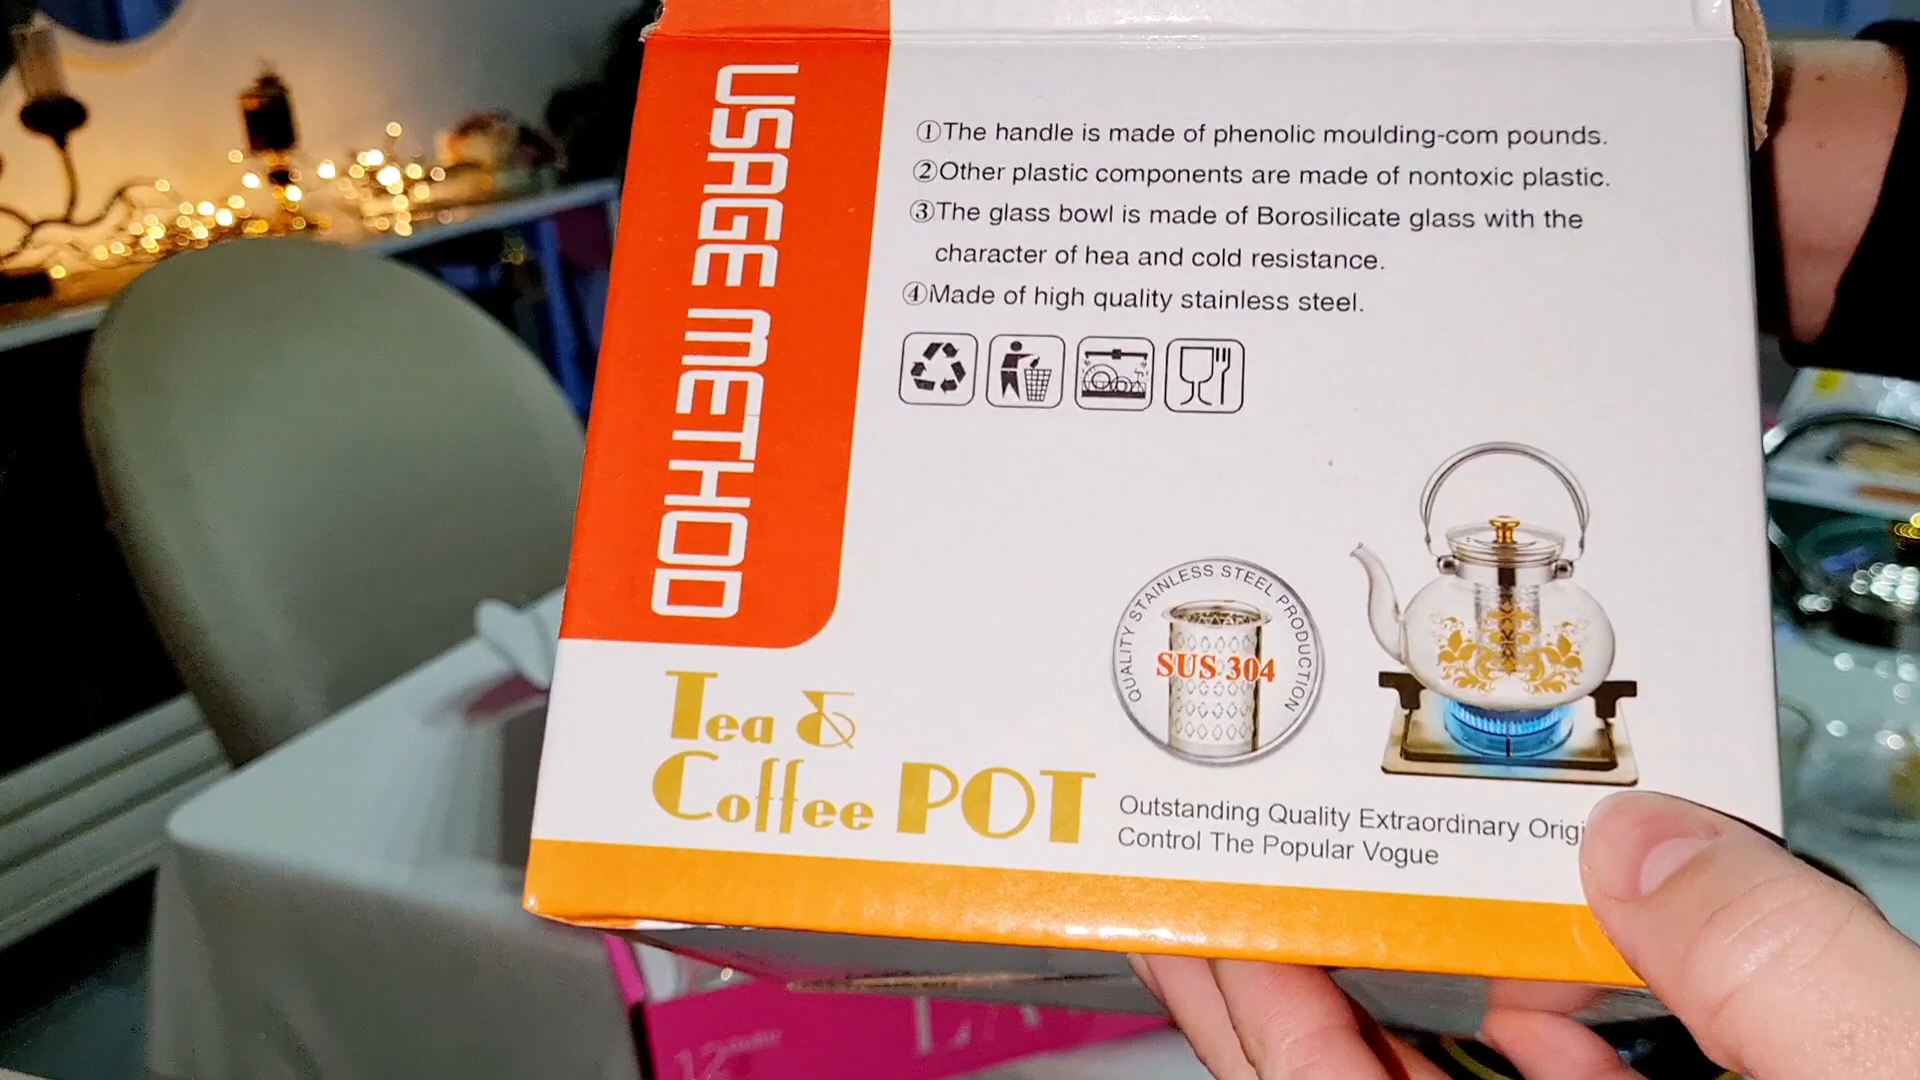 USAGE METHOD
①The handle is made of phenolic moulding-com pounds.
②Other plastic components are made of nontoxic plastic.
③The glass bowl is made of Borosilicate glass with the
character of hea and cold resistance.
④Made of high quality stainless steel.
QUALITY STAINLESS STEEL PRODUCTION
SUS 304
Tea &
Coffee POT
Outstanding Quality Extraordinary Origi
Control The Popular Vogue
12